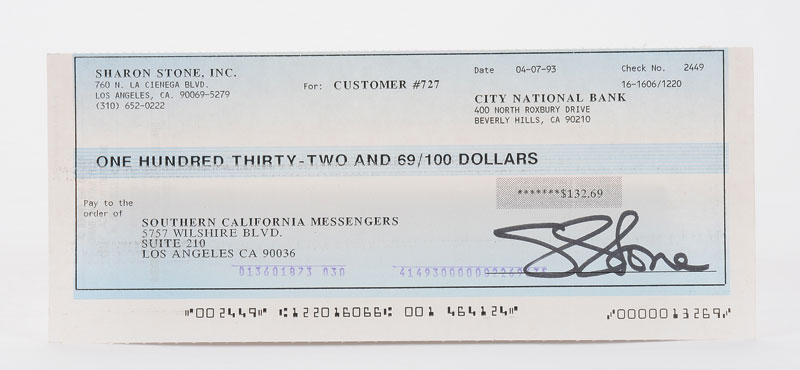 SHARON STONE, INC.
760 N. LA CIENEGA BLVD.
LOS ANGELES, CA. 90069-5279
(310) 652-0222
For: CUSTOMER #727
Date 04-07-93
Check No. 2449
16-1606/1220
CITY NATIONAL BANK
400 NORTH ROXBURY DRIVE
BEVERLY HILLS, CA 90210
ONE HUNDRED THIRTY-TWO AND 69/100 DOLLARS
*******$132.69
Pay to the
order of
SOUTHERN CALIFORNIA MESSENGERS
5757 WILSHIRE BLVD.
SUITE 210
LOS ANGELES CA 90036
S Stone
013601873 030
⑈002449⑈ ⑆122016066⑆ 001 464124⑈ ⑈0000013269⑈